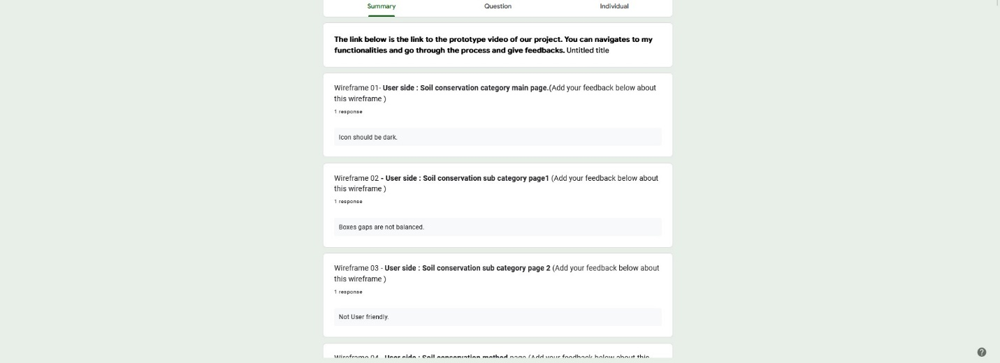 Summary
Question
Individual
The link below is the link to the prototype video of our project. You can navigates to my
functionalities and go through the process and give feedbacks. Untitled title
Wireframe 01- User side : Soil conservation category main page.(Add your feedback below about
this wireframe )
1 response
Icon should be dark.
Wireframe 02 - User side : Soil conservation sub category page1 (Add your feedback below about
this wireframe )
1 response
Boxes gaps are not balanced.
Wireframe 03 - User side : Soil conservation sub category page 2 (Add your feedback below about
this wireframe )
1 response
Not User friendly.
Wireframe 04 - User side : Soil conservation method page (Add your feedback below about this